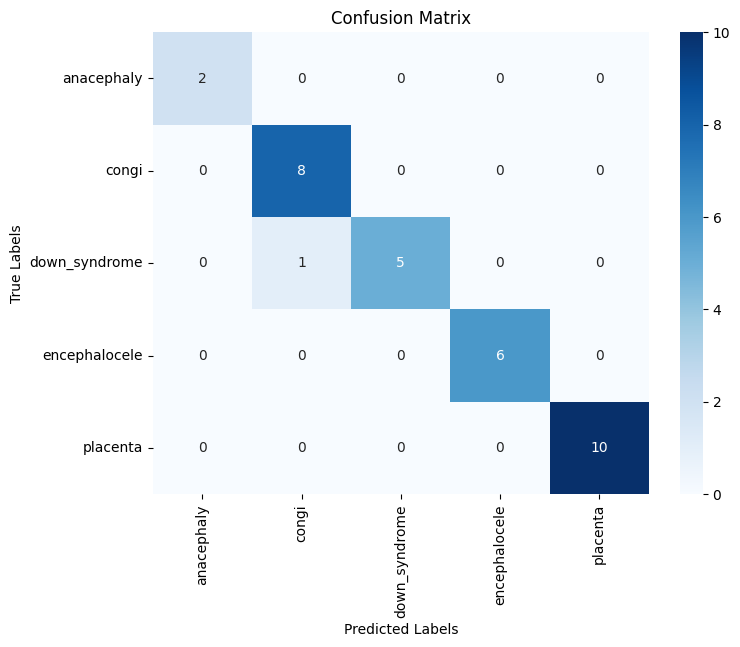 Confusion Matrix
True Labels
anacephaly 2 0 0 0 0
congi 0 8 0 0 0
down_syndrome 0 1 5 0 0
encephalocele 0 0 0 6 0
placenta 0 0 0 0 10
anacephaly congi down_syndrome encephalocele placenta
Predicted Labels
10
8
6
4
2
0